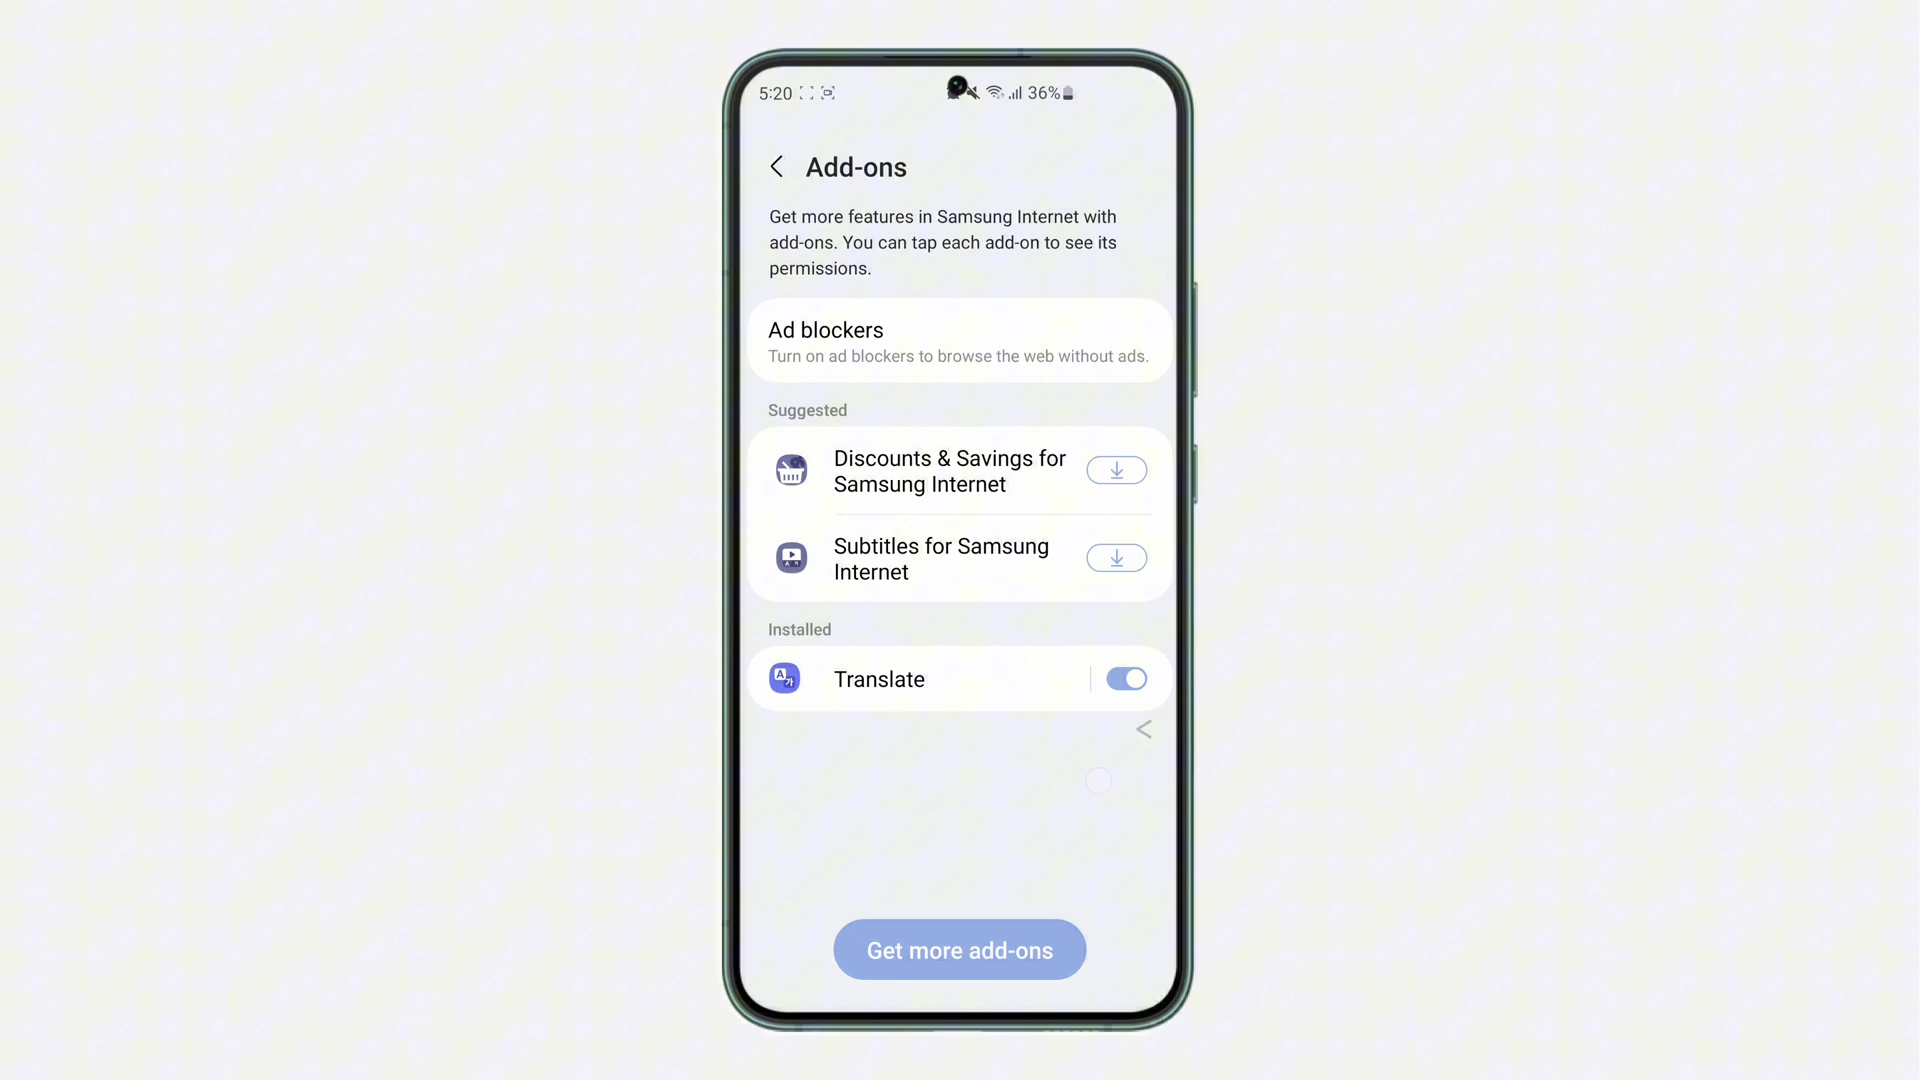 5:20
36%
Add-ons
Get more features in Samsung Internet with
add-ons. You can tap each add-on to see its
permissions.
Ad blockers
Turn on ad blockers to browse the web without ads.
Suggested
Discounts & Savings for
Samsung Internet
Subtitles for Samsung
Internet
Installed
Translate
Get more add-ons